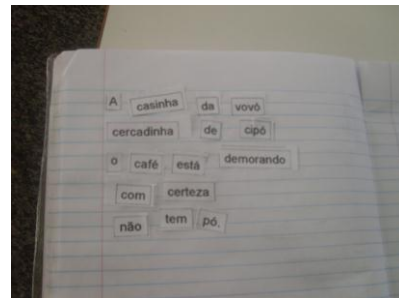 A casinha da vovó
cercadinha de cipó
o café está demorando
com certeza
não tem pó.